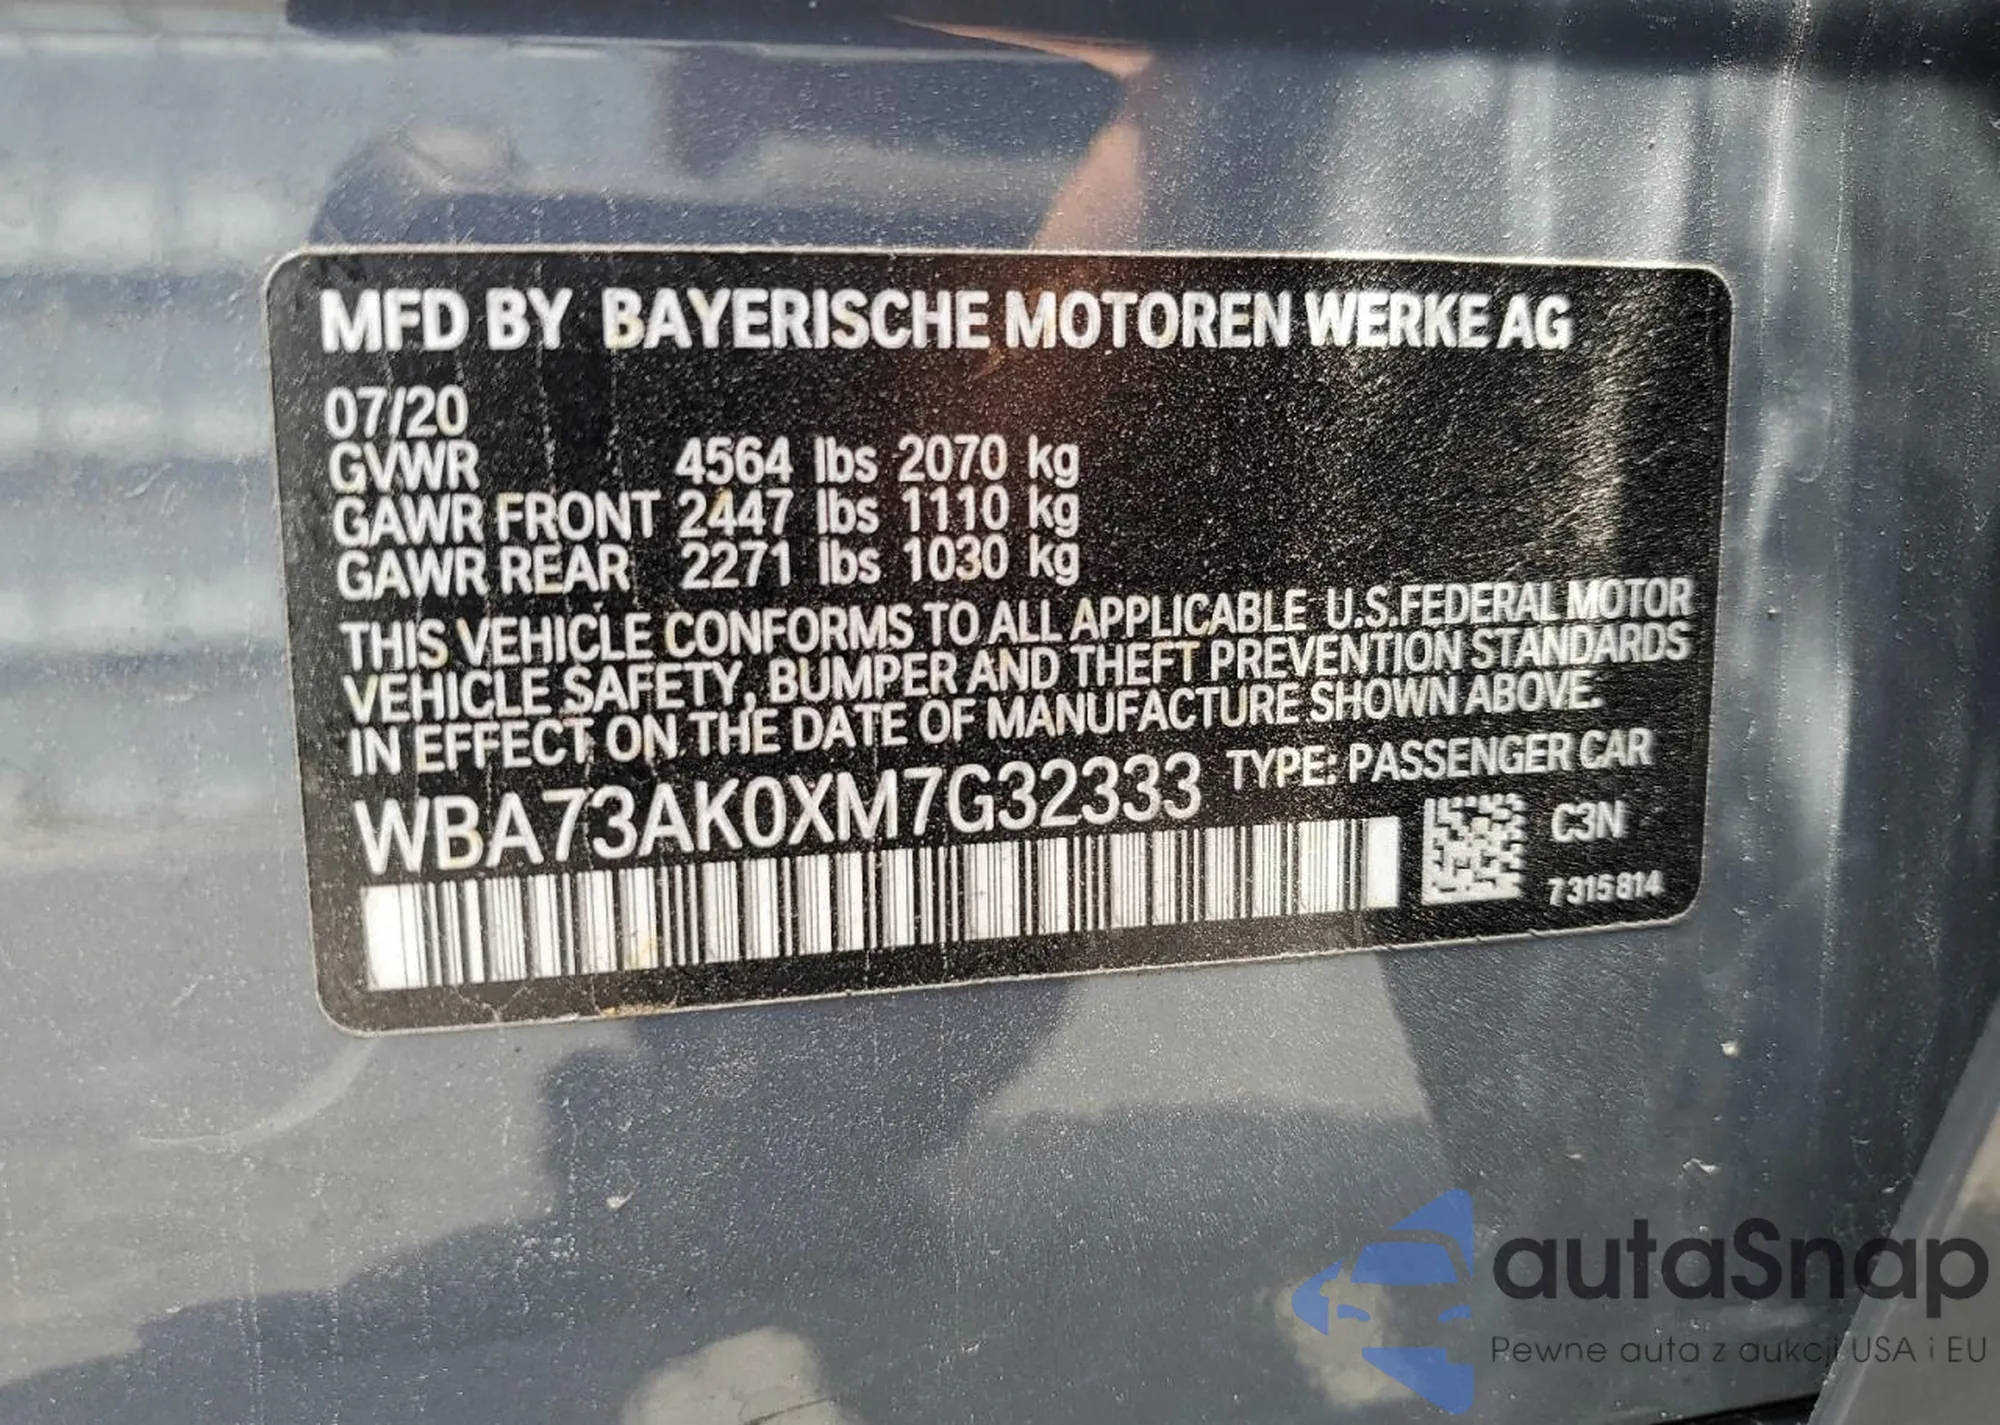 MFD BY BAYERISCHE MOTOREN WERKE AG
07/20
GVWR 4564 lbs 2070 kg
GAWR FRONT 2447 lbs 1110 kg
GAWR REAR 2271 lbs 1030 kg
THIS VEHICLE CONFORMS TO ALL APPLICABLE U.S.FEDERAL MOTOR
VEHICLE SAFETY, BUMPER AND THEFT PREVENTION STANDARDS
IN EFFECT ON THE DATE OF MANUFACTURE SHOWN ABOVE.
WBA73AK0XM7G32333 TYPE: PASSENGER CAR
C3N
7315814
autaSnap
Pewne auta z aukcji USA i EU